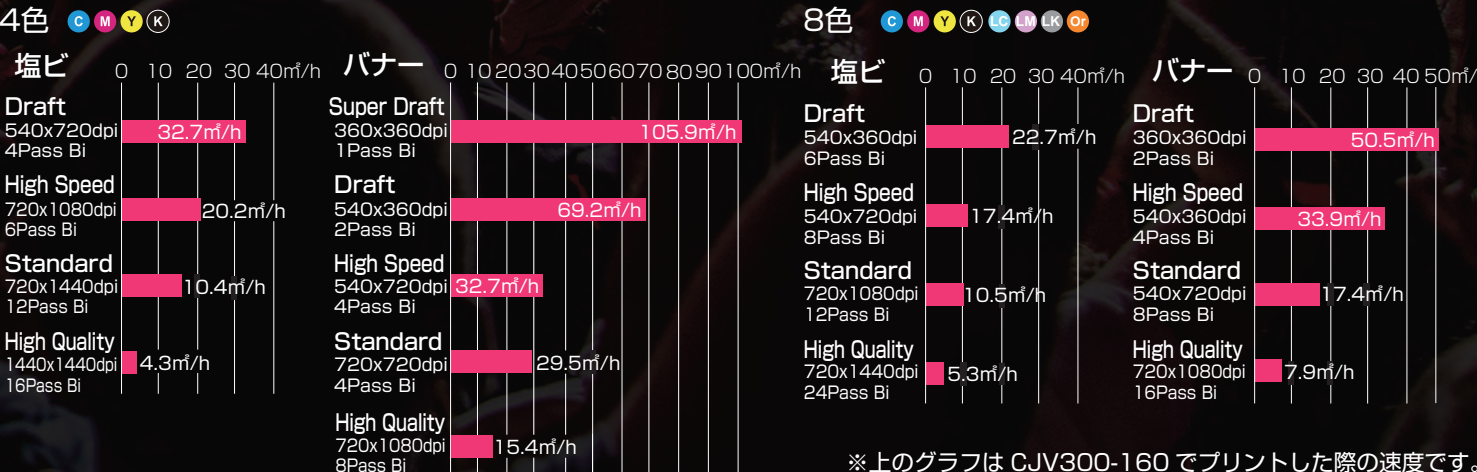 4色 C M Y K
塩ビ 0 10 20 30 40㎡/h
Draft
540x720dpi 32.7㎡/h
4Pass Bi
High Speed
720x1080dpi 20.2㎡/h
6Pass Bi
Standard
720x1440dpi 10.4㎡/h
12Pass Bi
High Quality
1440x1440dpi 4.3㎡/h
16Pass Bi
バナー 0 10 20 30 40 50 60 70 80 90 100㎡/h
Super Draft
360x360dpi 105.9㎡/h
1Pass Bi
Draft
540x360dpi 69.2㎡/h
2Pass Bi
High Speed
540x720dpi 32.7㎡/h
4Pass Bi
Standard
720x720dpi 29.5㎡/h
4Pass Bi
High Quality
720x1080dpi 15.4㎡/h
8Pass Bi
8色 C M Y K LC LM LK Or
塩ビ 0 10 20 30 40㎡/h
Draft
540x360dpi 22.7㎡/h
6Pass Bi
High Speed
540x720dpi 17.4㎡/h
8Pass Bi
Standard
720x1080dpi 10.5㎡/h
12Pass Bi
High Quality
720x1440dpi 5.3㎡/h
24Pass Bi
バナー 0 10 20 30 40 50㎡/
Draft
360x360dpi 50.5㎡/h
2Pass Bi
High Speed
540x360dpi 33.9㎡/h
4Pass Bi
Standard
540x720dpi 17.4㎡/h
8Pass Bi
High Quality
720x1080dpi 7.9㎡/h
16Pass Bi
※上のグラフは CJV300-160 でプリントした際の速度です。